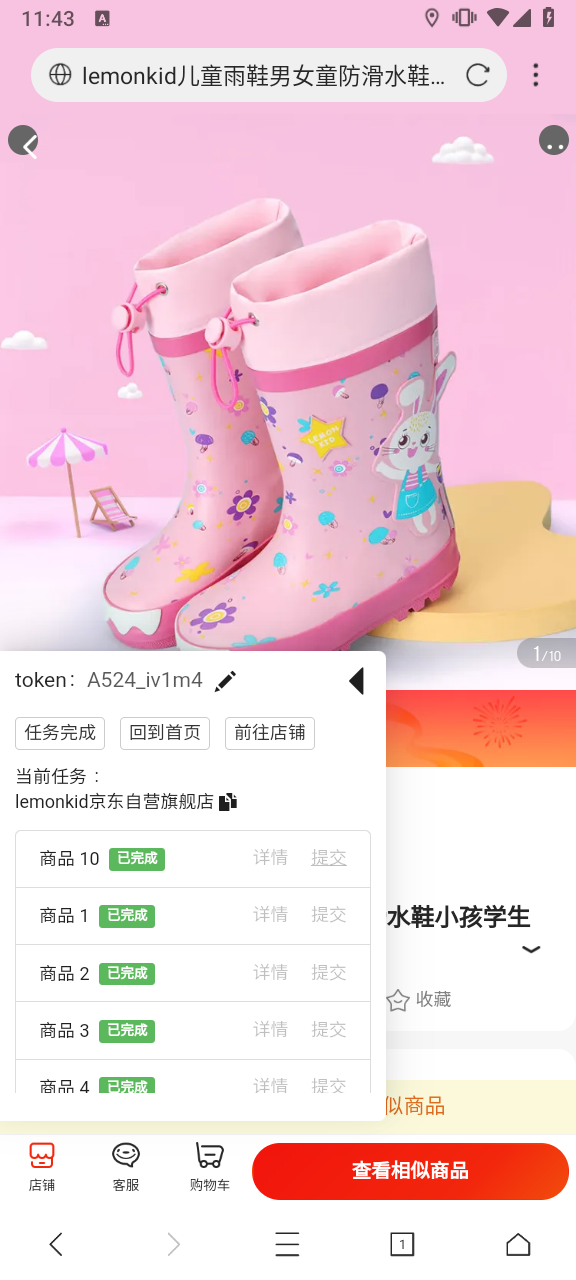 11:43
A
lemonkid儿童雨鞋男女童防滑水鞋...
LEMON
KID
1/10
token： A524_iv1m4
任务完成 回到首页 前往店铺
当前任务：
lemonkid京东自营旗舰店
商品 10 已完成 详情 提交
商品 1 已完成 详情 提交
商品 2 已完成 详情 提交
商品 3 已完成 详情 提交
商品 4 已完成 详情 提交
水鞋小孩学生
收藏
似商品
店铺 客服 购物车 查看相似商品
1